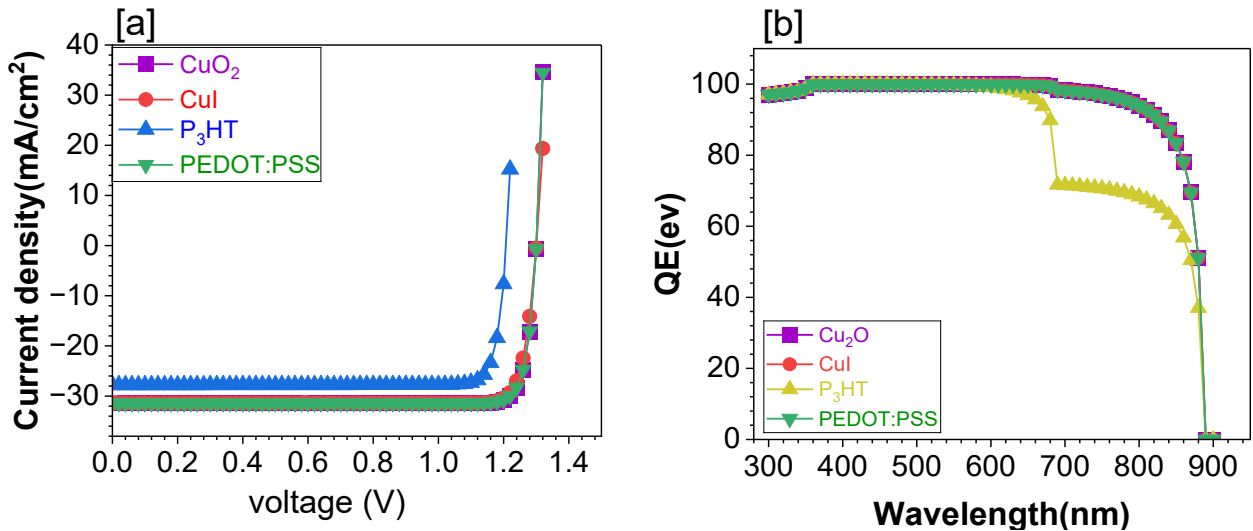 [a]
Current density(mA/cm²)
40
30
20
10
0
−10
−20
−30
CuO₂
CuI
P₃HT
PEDOT:PSS
0.0 0.2 0.4 0.6 0.8 1.0 1.2 1.4
voltage (V)
[b]
QE(ev)
100
80
60
40
20
0
Cu₂O
CuI
P₃HT
PEDOT:PSS
300 400 500 600 700 800 900
Wavelength(nm)